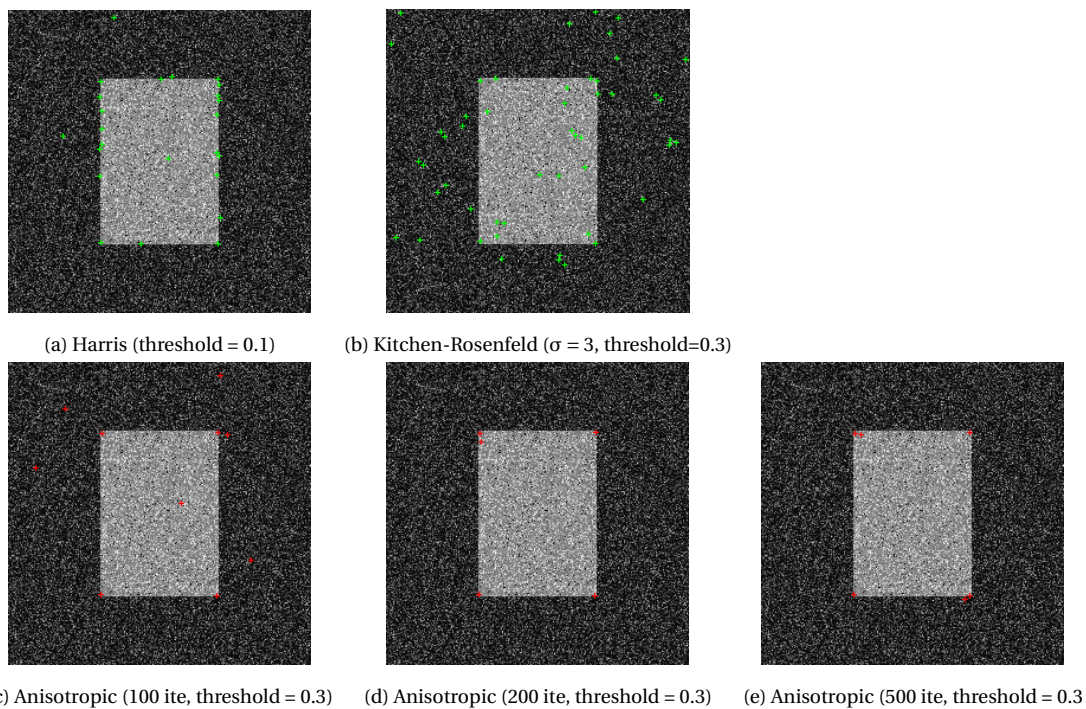 (a) Harris (threshold = 0.1)
(b) Kitchen-Rosenfeld (σ = 3, threshold=0.3)
) Anisotropic (100 ite, threshold = 0.3)
(d) Anisotropic (200 ite, threshold = 0.3)
(e) Anisotropic (500 ite, threshold = 0.3